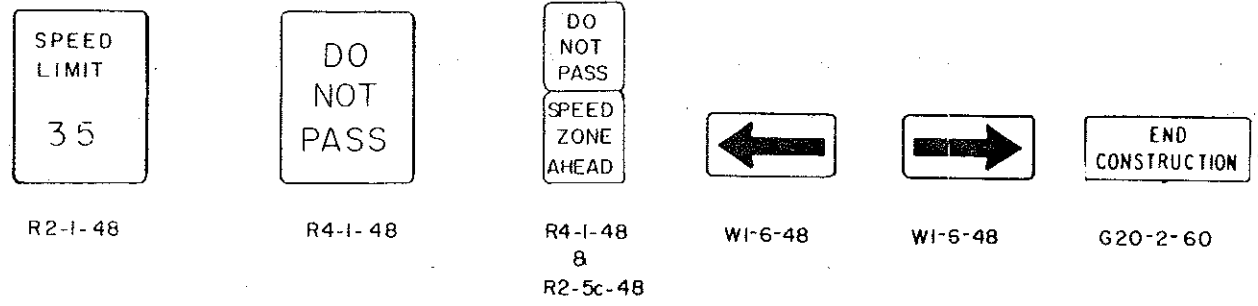 SPEED
LIMIT
35
R2-1-48
DO
NOT
PASS
R4-1-48
DO
NOT
PASS
SPEED
ZONE
AHEAD
R4-1-48
&
R2-5c-48
W1-6-48
W1-6-48
END
CONSTRUCTION
G20-2-60